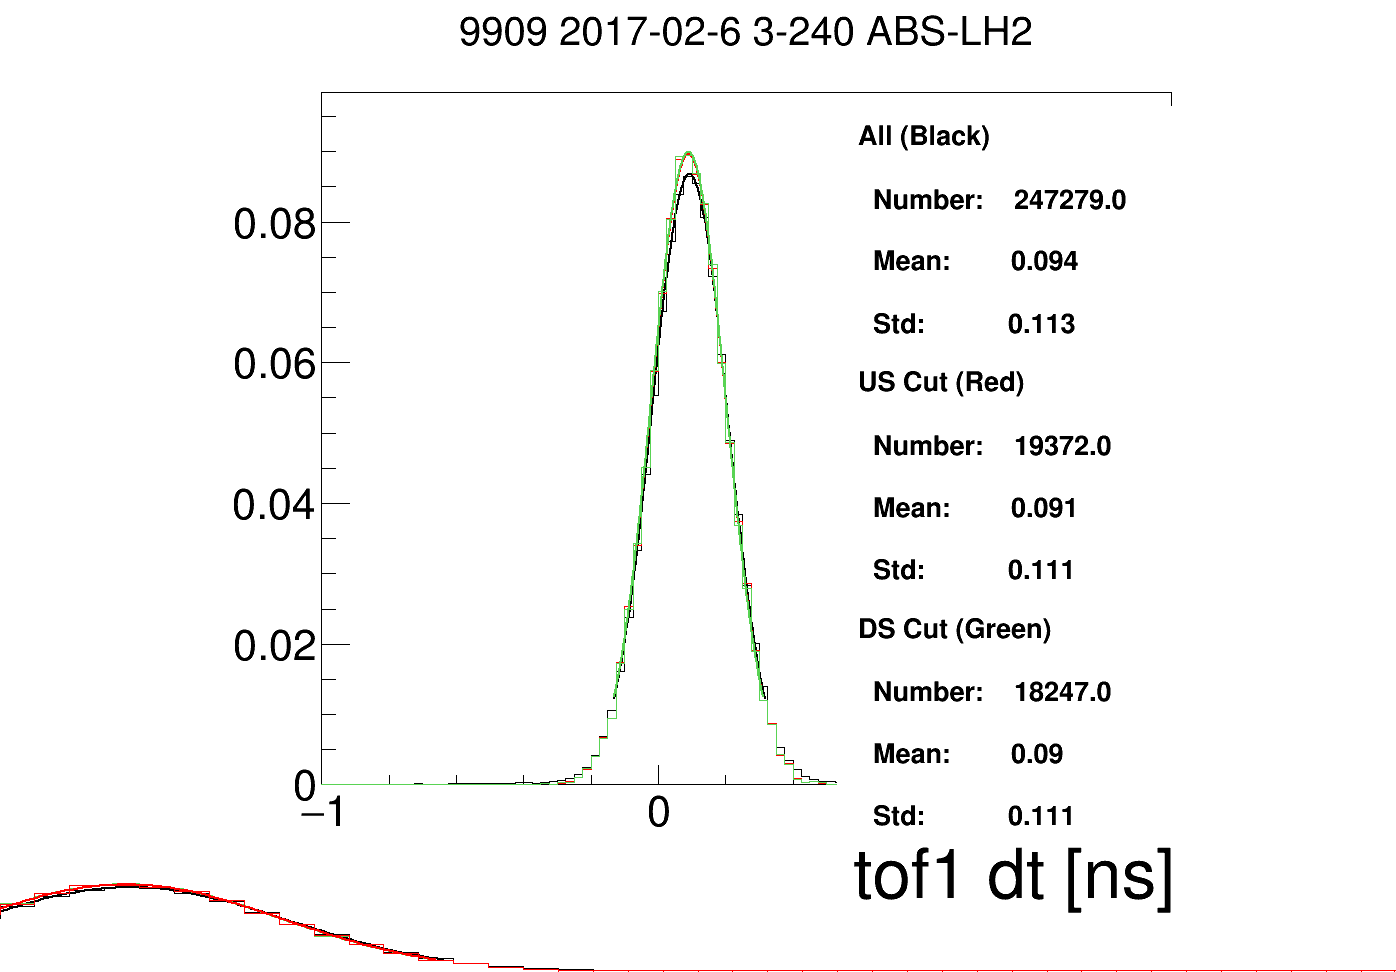 9909 2017-02-6 3-240 ABS-LH2
All (Black)
Number: 247279.0
Mean: 0.094
Std: 0.113
US Cut (Red)
Number: 19372.0
Mean: 0.091
Std: 0.111
DS Cut (Green)
Number: 18247.0
Mean: 0.09
Std: 0.111
0.08
0.06
0.04
0.02
0
−1 0
tof1 dt [ns]